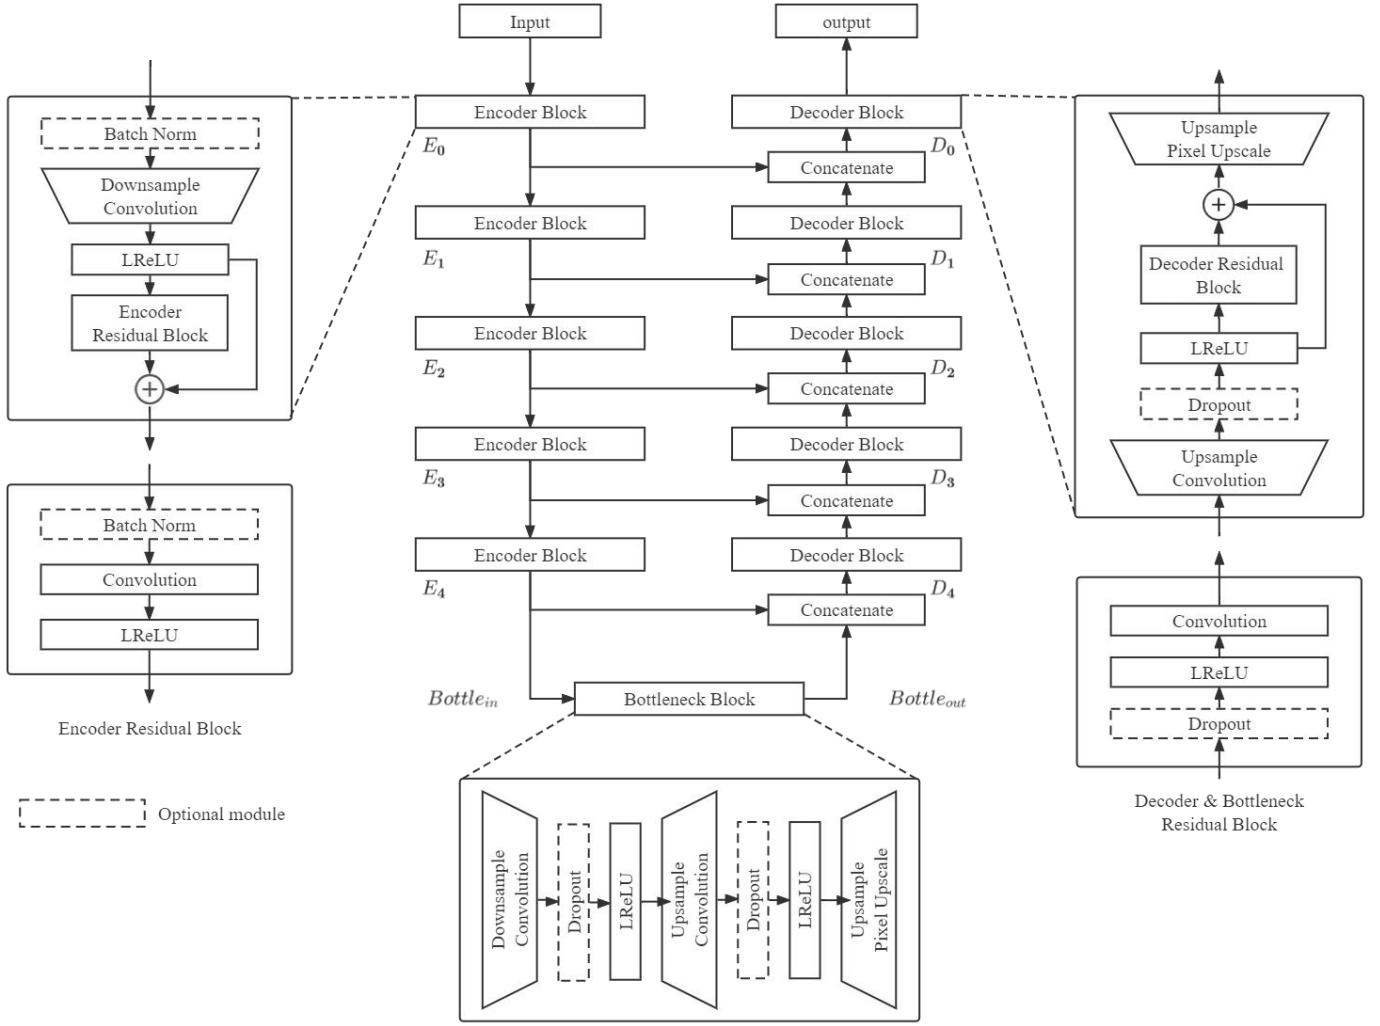 Input
output
Batch Norm
Downsample
Convolution
LReLU
Encoder
Residual Block
+
Batch Norm
Convolution
LReLU
Encoder Residual Block
Optional module
Encoder Block
E0
Encoder Block
E1
Encoder Block
E2
Encoder Block
E3
Encoder Block
E4
Decoder Block
D0
Concatenate
Decoder Block
D1
Concatenate
Decoder Block
D2
Concatenate
Decoder Block
D3
Concatenate
Decoder Block
D4
Concatenate
Bottlein
Bottleneck Block
Bottleout
Downsample
Convolution
Dropout
LReLU
Upsample
Convolution
Dropout
LReLU
Upsample
Pixel Upscale
Upsample
Pixel Upscale
+
Decoder Residual
Block
LReLU
Dropout
Upsample
Convolution
Convolution
LReLU
Dropout
Decoder & Bottleneck
Residual Block